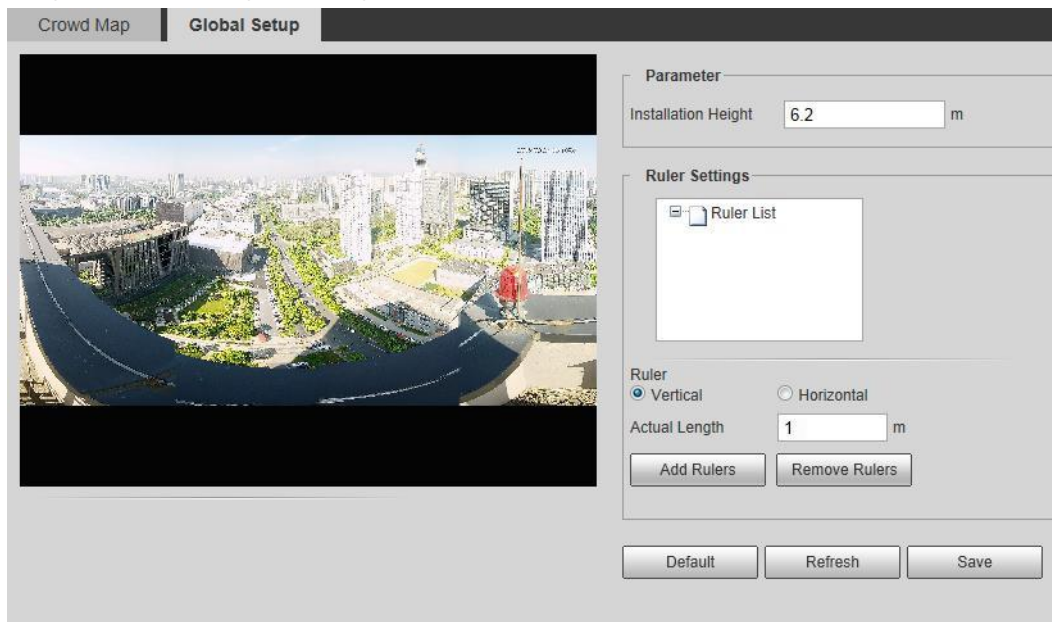 Crowd Map Global Setup
Parameter
Installation Height 6.2 m
Ruler Settings
Ruler List
Ruler
Vertical Horizontal
Actual Length 1 m
Add Rulers Remove Rulers
Default Refresh Save